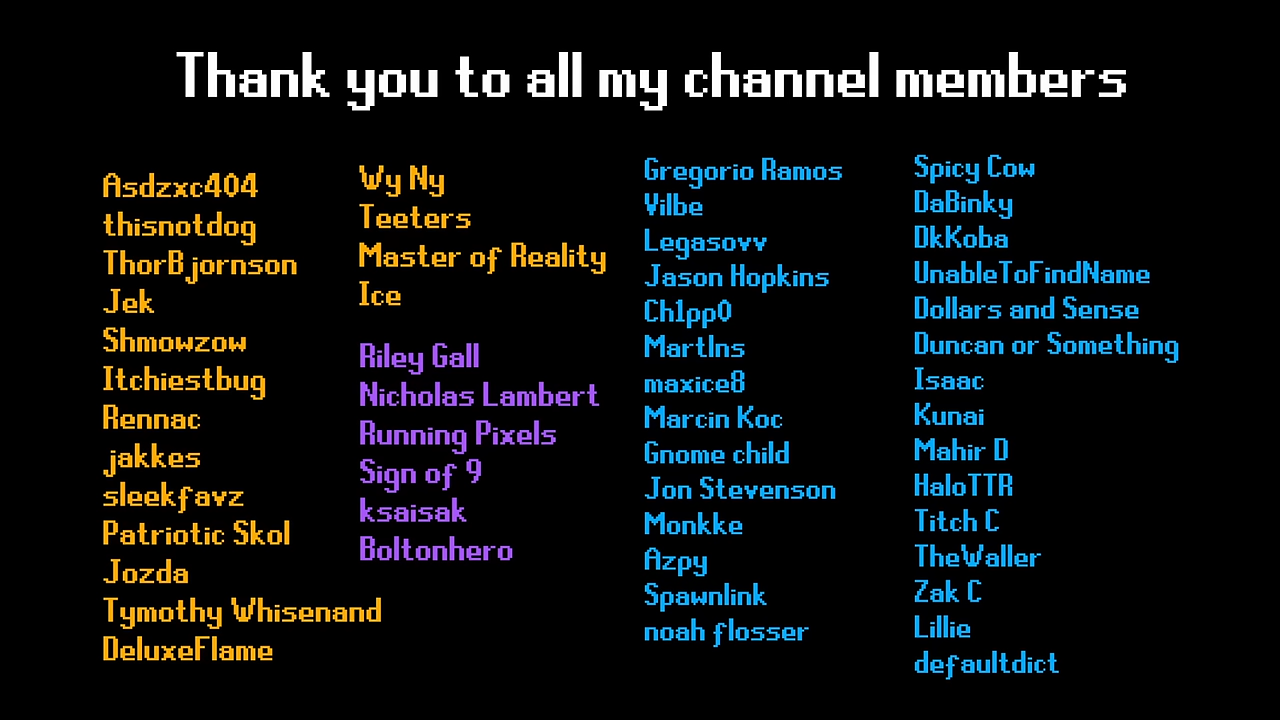 Thank you to all my channel members
Asdzxc404
thisnotdog
ThorBjornson
Jek
Shmowzow
Itchiestbug
Rennac
jakkes
sleekfavz
Patriotic Skol
Jozda
Tymothy Whisenand
DeluxeFlame
Wy Ny
Teeters
Master of Reality
Ice
Riley Gall
Nicholas Lambert
Running Pixels
Sign of 9
ksaisak
Boltonhero
Gregorio Ramos
Vilbe
Legasovv
Jason Hopkins
Ch1pp0
MartIns
maxice8
Marcin Koc
Gnome child
Jon Stevenson
Monkke
Azpy
Spawnlink
noah flosser
Spicy Cow
DaBinky
DkKoba
UnableToFindName
Dollars and Sense
Duncan or Something
Isaac
Kunai
Mahir D
HaloTTR
Titch C
TheWaller
Zak C
Lillie
defaultdict